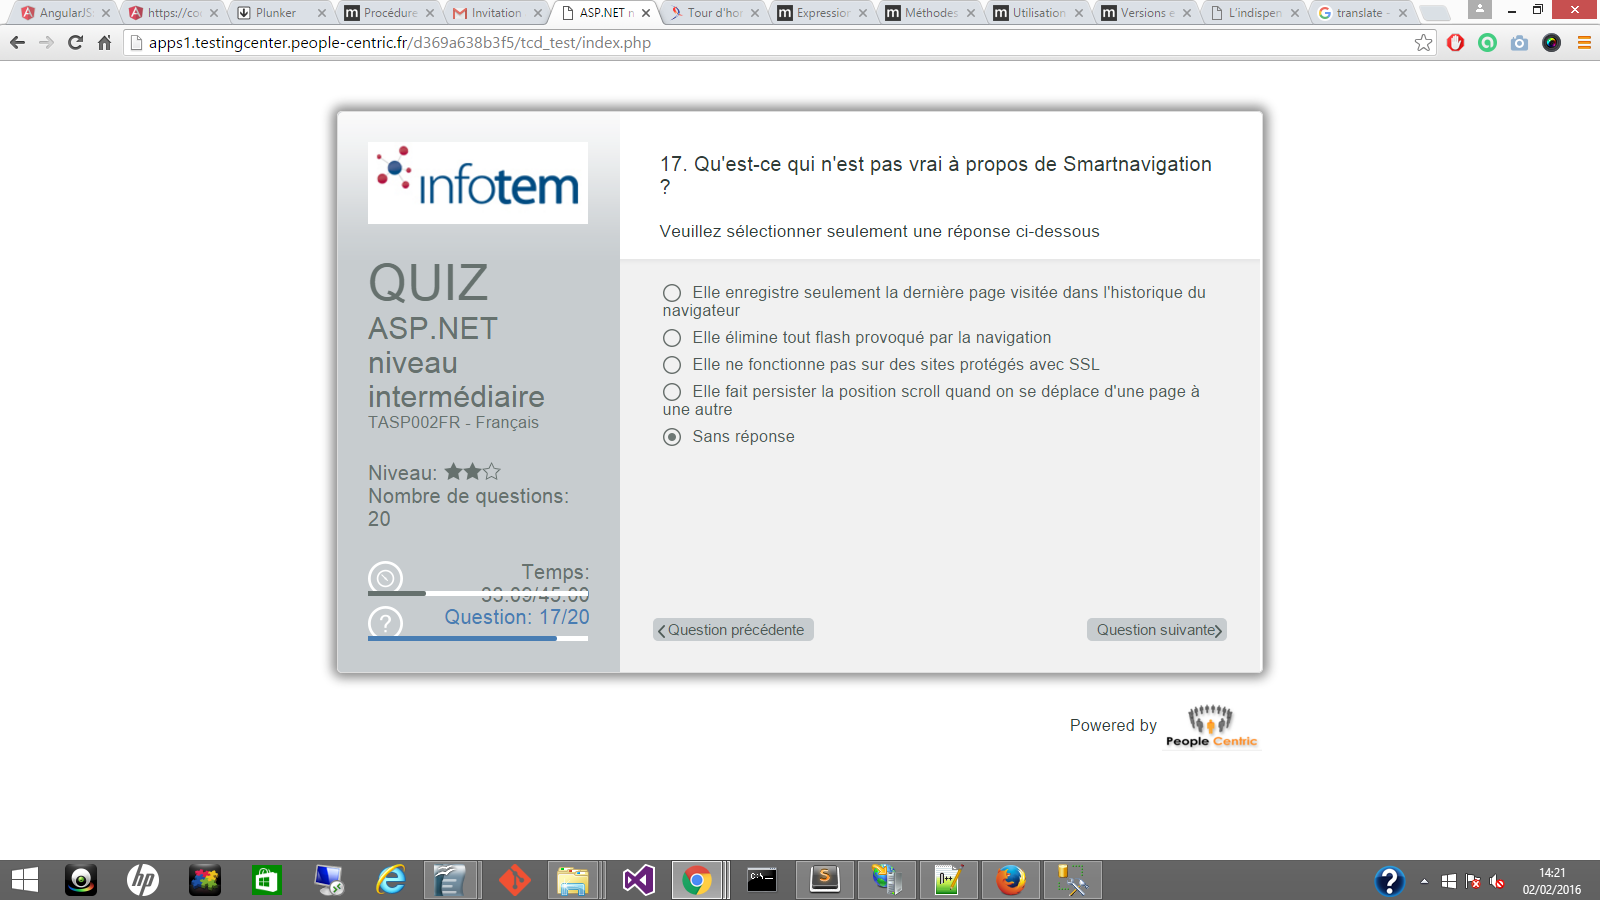 AngularJS:
https://co
Plunker
Procédure
Invitation
ASP.NET n
Tour d'hor
Expression
Méthodes
Utilisation
Versions e
L'indispen
translate -
apps1.testingcenter.people-centric.fr/d369a638b3f5/tcd_test/index.php
infotem
QUIZ
ASP.NET
niveau
intermédiaire
TASP002FR - Français
Niveau:
Nombre de questions:
20
Temps:
33:09/45:00
Question: 17/20
17. Qu'est-ce qui n'est pas vrai à propos de Smartnavigation
?
Veuillez sélectionner seulement une réponse ci-dessous
Elle enregistre seulement la dernière page visitée dans l'historique du
navigateur
Elle élimine tout flash provoqué par la navigation
Elle ne fonctionne pas sur des sites protégés avec SSL
Elle fait persister la position scroll quand on se déplace d'une page à
une autre
Sans réponse
Question précédente
Question suivante
Powered by
People Centric
14:21
02/02/2016